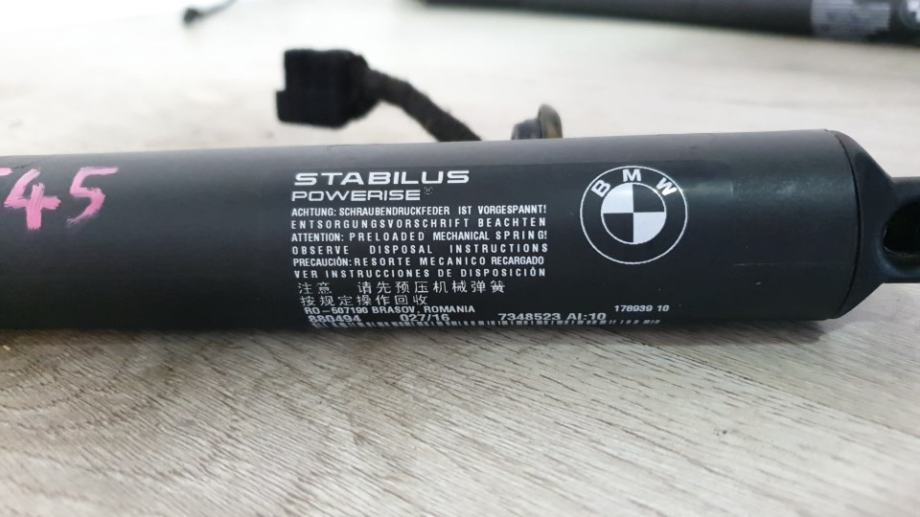 45
STABILUS
POWERISE®
ACHTUNG: SCHRAUBENDRUCKFEDER IST VORGESPANNT!
ENTSORGUNGSVORSCHRIFT BEACHTEN
ATTENTION: PRELOADED MECHANICAL SPRING!
OBSERVE DISPOSAL INSTRUCTIONS
PRECAUCIÓN: RESORTE MECANICO RECARGADO
VER INSTRUCCIONES DE DISPOSICIÓN
注意 请先预压机械弹簧
按规定操作回收
RO-507190 BRASOV, ROMANIA
880494 027/16 7348523 AI:10
BMW
178939 10